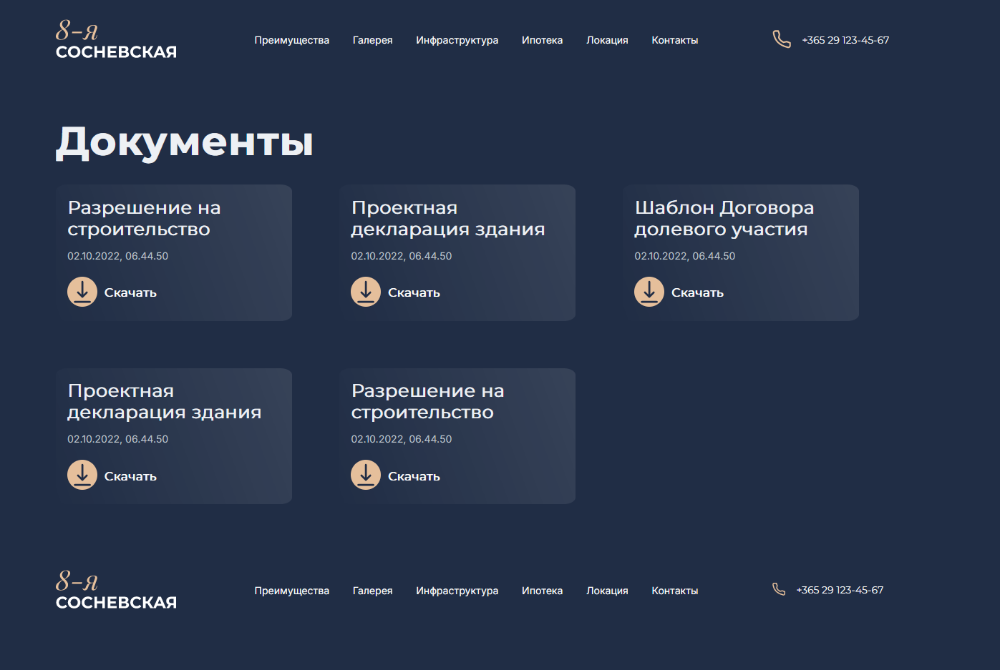 8-я
СОСНЕВСКАЯ
Преимущества Галерея Инфраструктура Ипотека Локация Контакты +365 29 123-45-67
Документы
Разрешение на
строительство
02.10.2022, 06.44.50
Скачать
Проектная
декларация здания
02.10.2022, 06.44.50
Скачать
Шаблон Договора
долевого участия
02.10.2022, 06.44.50
Скачать
Проектная
декларация здания
02.10.2022, 06.44.50
Скачать
Разрешение на
строительство
02.10.2022, 06.44.50
Скачать
8-я
СОСНЕВСКАЯ
Преимущества Галерея Инфраструктура Ипотека Локация Контакты +365 29 123-45-67